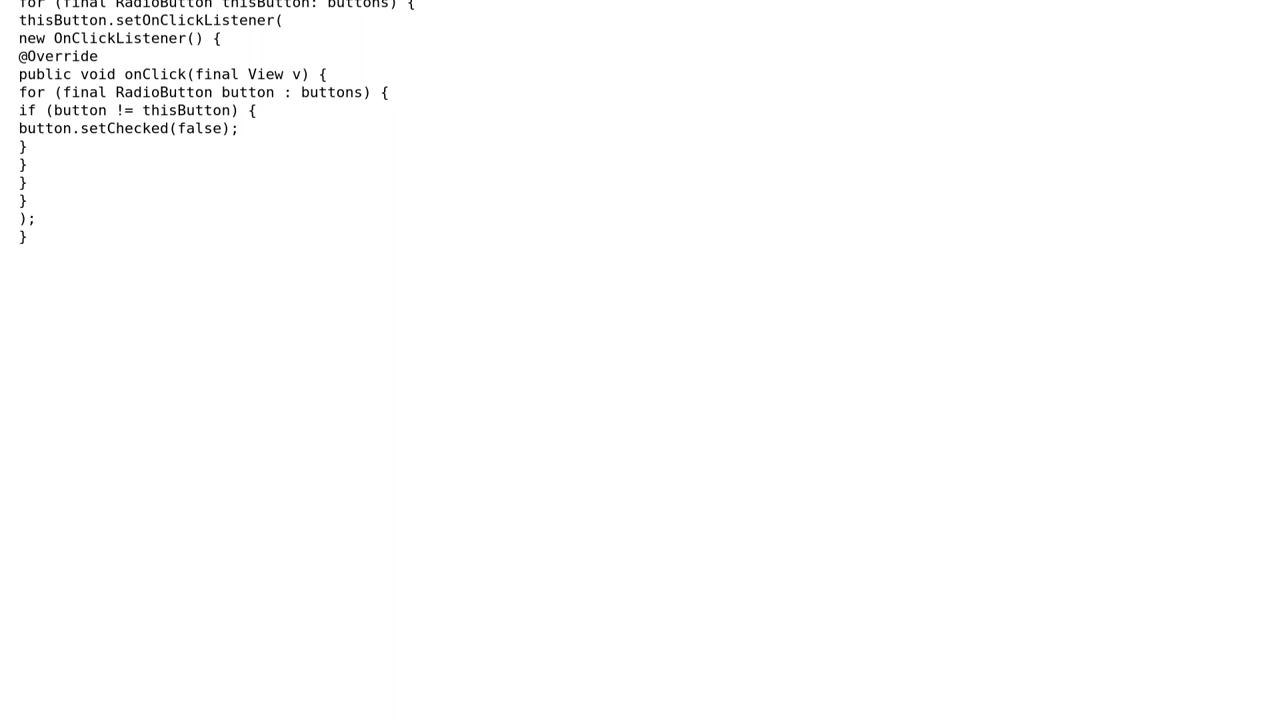 for (final RadioButton thisButton: buttons) {
thisButton.setOnClickListener(
new OnClickListener() {
@Override
public void onClick(final View v) {
for (final RadioButton button : buttons) {
if (button != thisButton) {
button.setChecked(false);
}
}
}
}
);
}